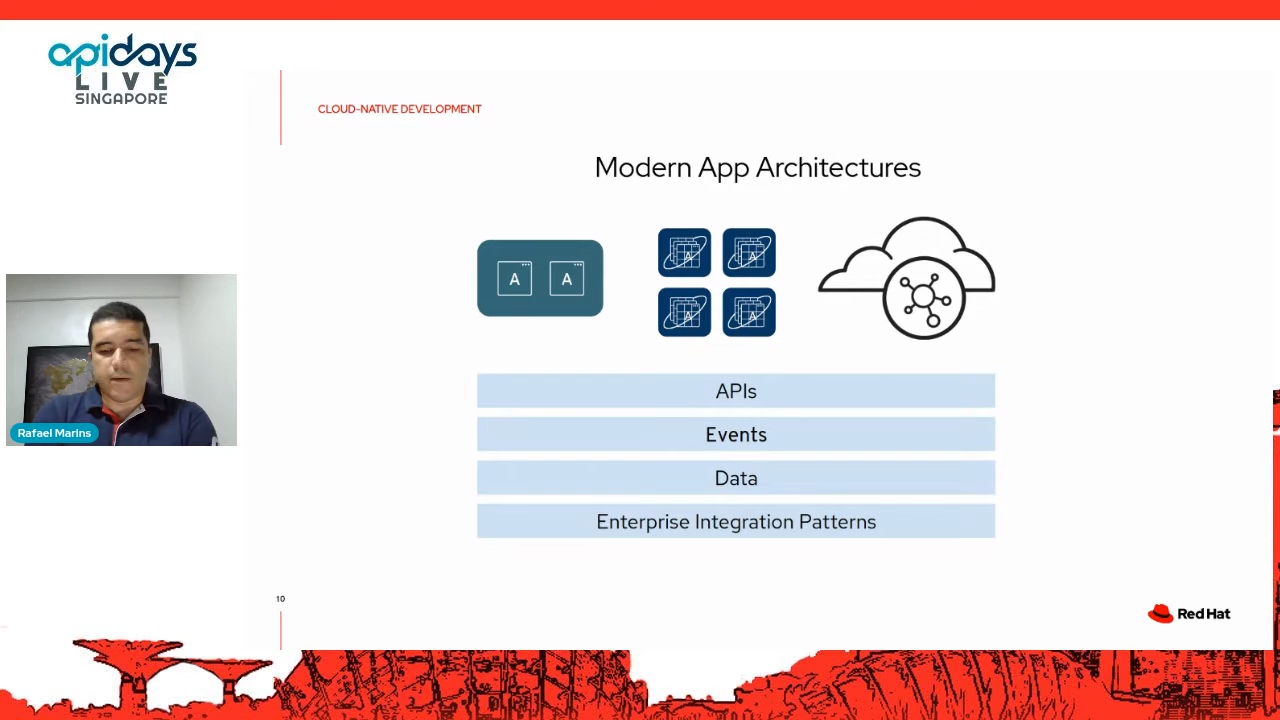 apidays
LIVE
SINGAPORE
CLOUD-NATIVE DEVELOPMENT
Modern App Architectures
A A
A A
A A
APIs
Events
Data
Enterprise Integration Patterns
Rafael Marins
10
Red Hat